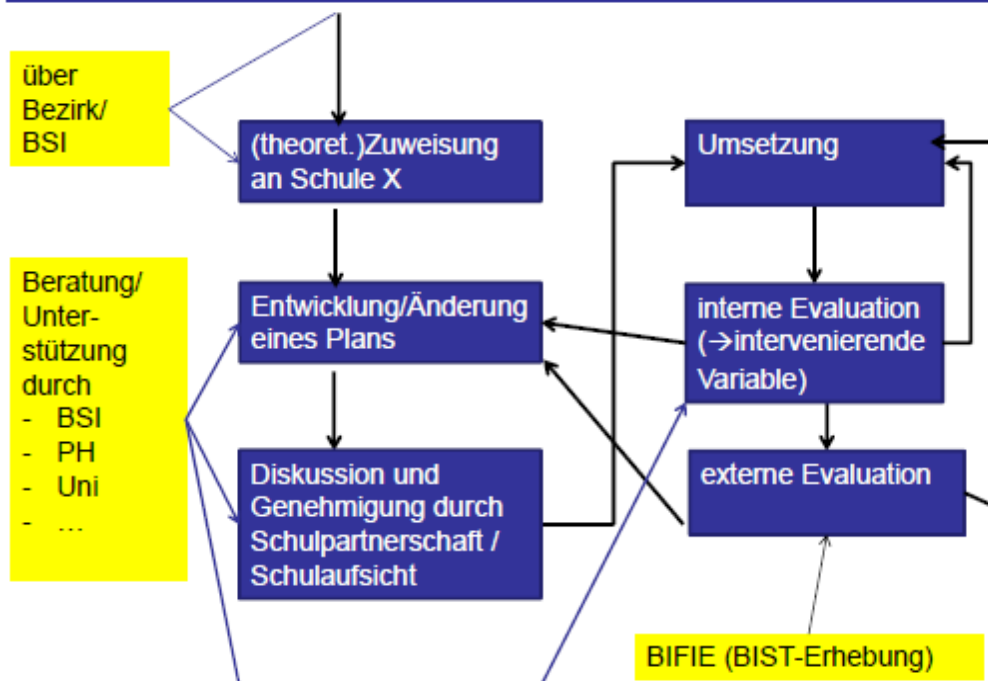 über
Bezirk/
BSI
(theoret.)Zuweisung
an Schule X
Umsetzung
Beratung/
Unter-
stützung
durch
- BSI
- PH
- Uni
- ...
Entwicklung/Änderung
eines Plans
interne Evaluation
(→intervenierende
Variable)
Diskussion und
Genehmigung durch
Schulpartnerschaft /
Schulaufsicht
externe Evaluation
BIFIE (BIST-Erhebung)